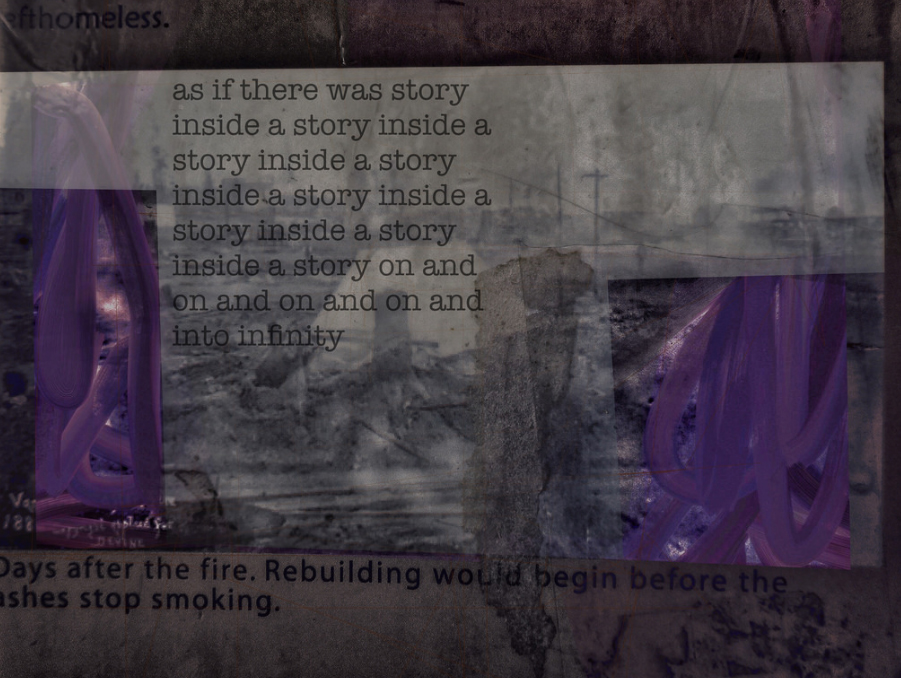 efthomeless.
as if there was story
inside a story inside a
story inside a story
inside a story inside a
story inside a story
inside a story on and
on and on and on and
into infinity
188
Days after the fire. Rebuilding would begin before the
ashes stop smoking.